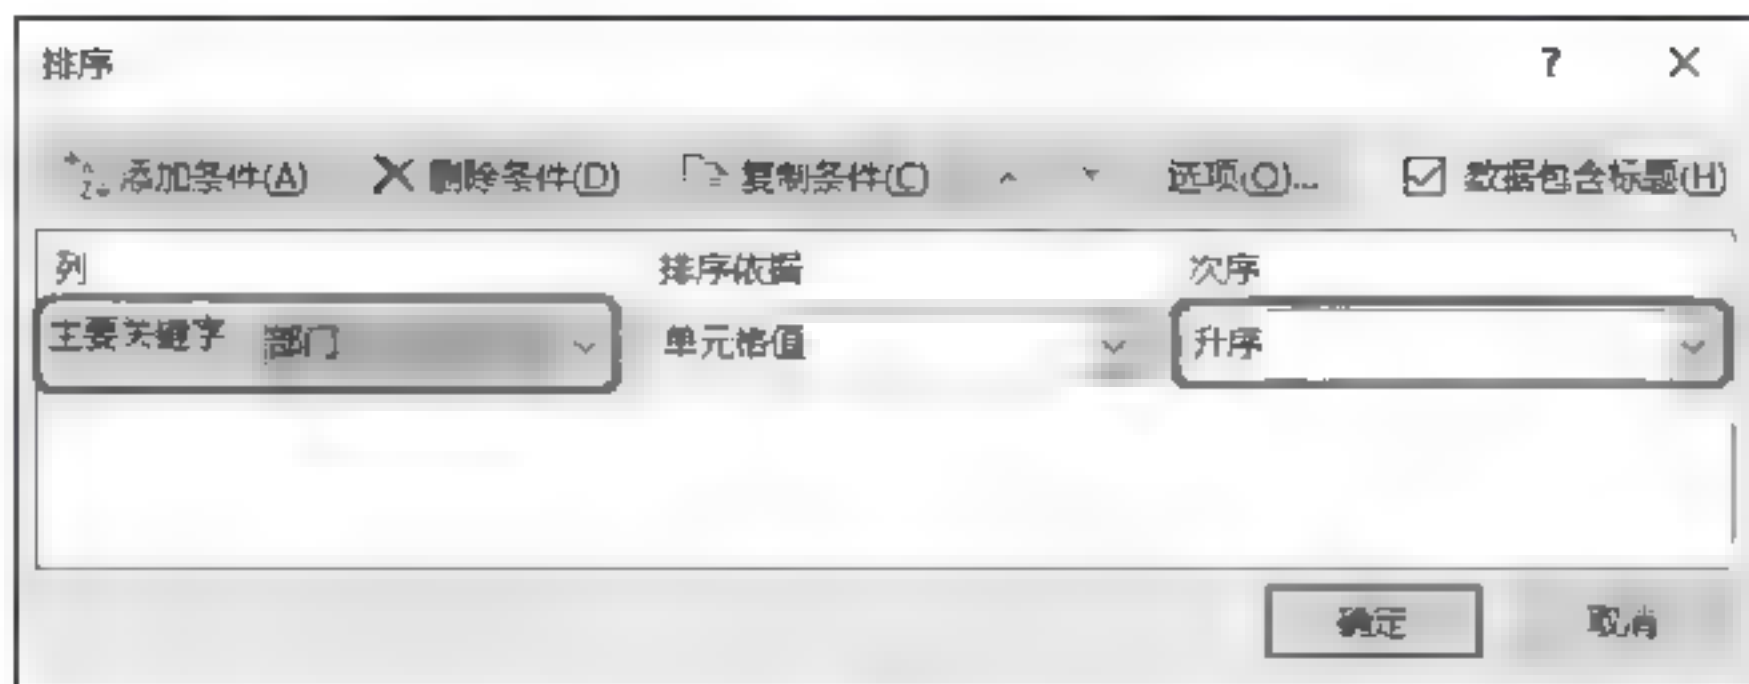 排序 ?
添加条件(A) 删除条件(D) 复制条件(C) 选项(O)... 数据包含标题(H)
列 排序依据 次序
主要关键字 部门 单元格值 升序
确定 取消